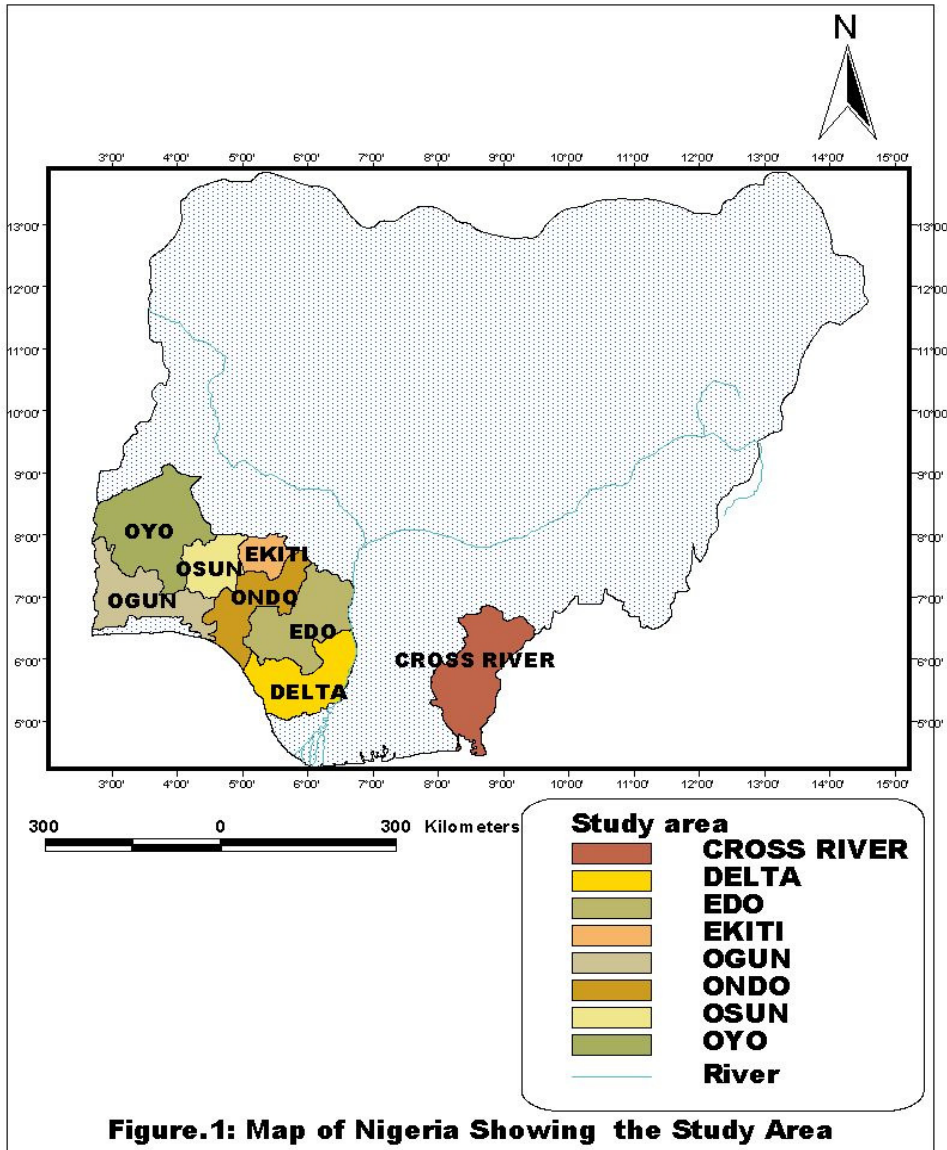 N
3°00' 4°00' 5°00' 6°00' 7°00' 8°00' 9°00' 10°00' 11°00' 12°00' 13°00' 14°00' 15°00'
13°00' 13°00'
12°00' 12°00'
11°00' 11°00'
10°00' 10°00'
9°00' 9°00'
8°00' 8°00'
7°00' 7°00'
6°00' 6°00'
5°00' 5°00'
OYO
EKITI
OSUN
OGUN
ONDO
EDO
CROSS RIVER
DELTA
3°00' 4°00' 5°00' 6°00' 7°00' 8°00' 9°00' 10°00' 11°00' 12°00' 13°00' 14°00' 15°00'
300 0 300 Kilometers
Study area
CROSS RIVER
DELTA
EDO
EKITI
OGUN
ONDO
OSUN
OYO
River
Figure.1: Map of Nigeria Showing the Study Area